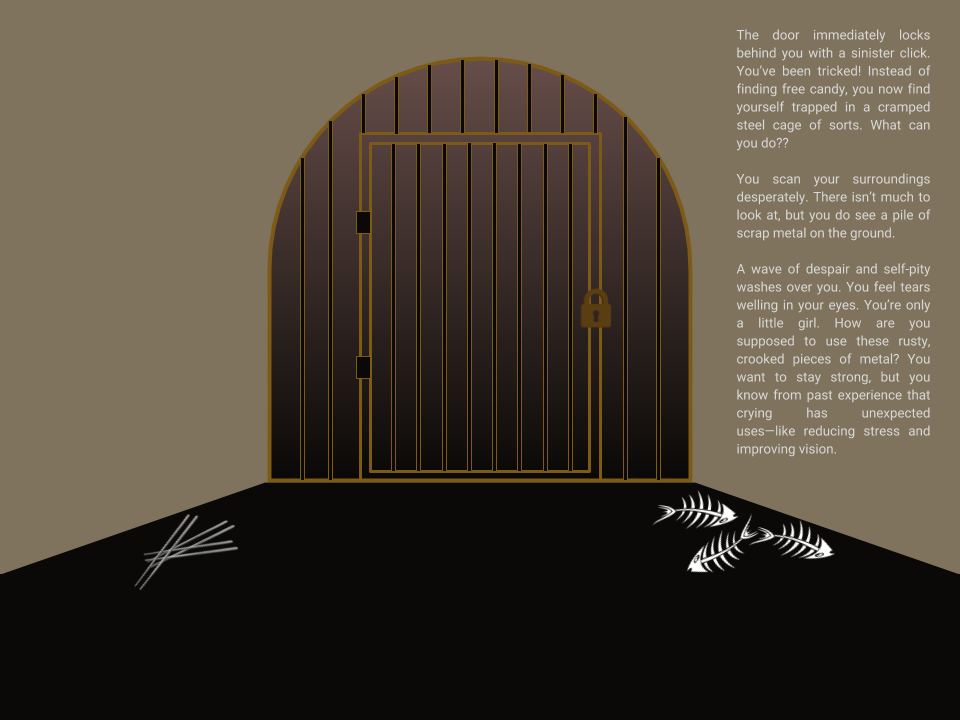 The door immediately locks
behind you with a sinister click.
You've been tricked! Instead of
finding free candy, you now find
yourself trapped in a cramped
steel cage of sorts. What can
you do??
You scan your surroundings
desperately. There isn't much to
look at, but you do see a pile of
scrap metal on the ground.
A wave of despair and self-pity
washes over you. You feel tears
welling in your eyes. You're only
a little girl. How are you
supposed to use these rusty,
crooked pieces of metal? You
want to stay strong, but you
know from past experience that
crying has unexpected
uses—like reducing stress and
improving vision.